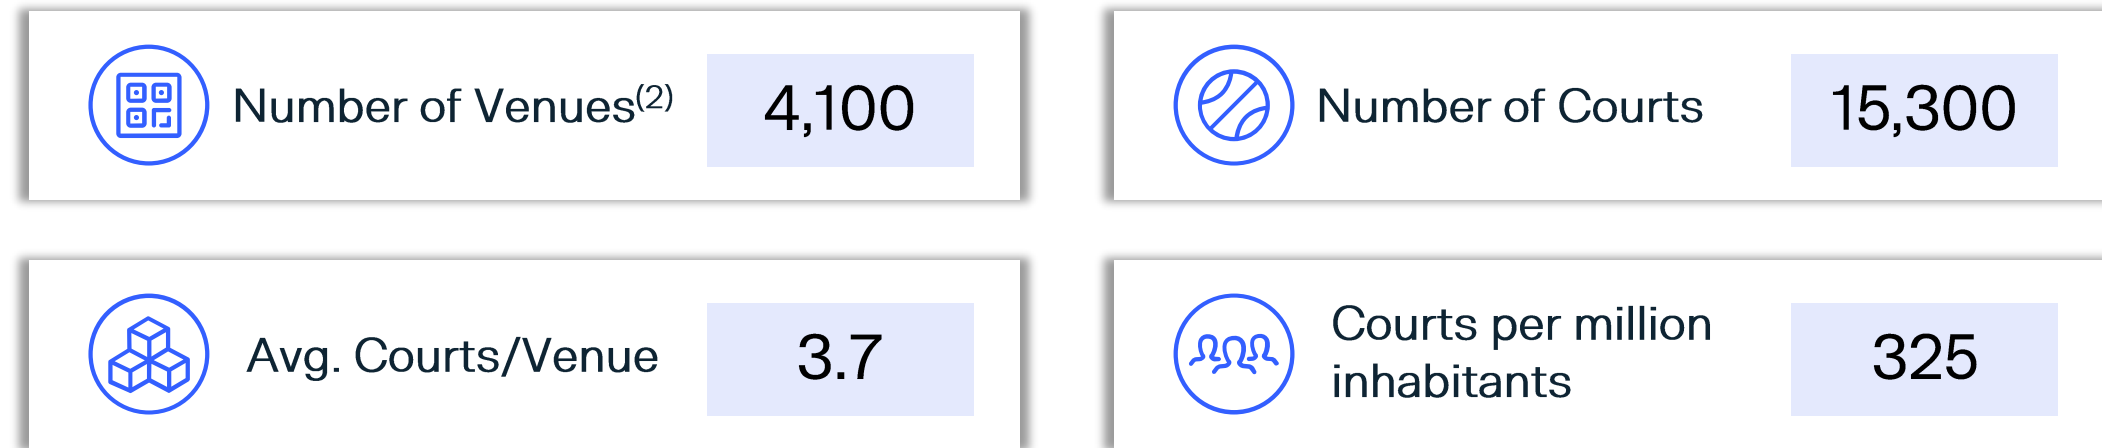 Number of Venues(2) 4,100
Number of Courts 15,300
Avg. Courts/Venue 3.7
Courts per million
inhabitants
325